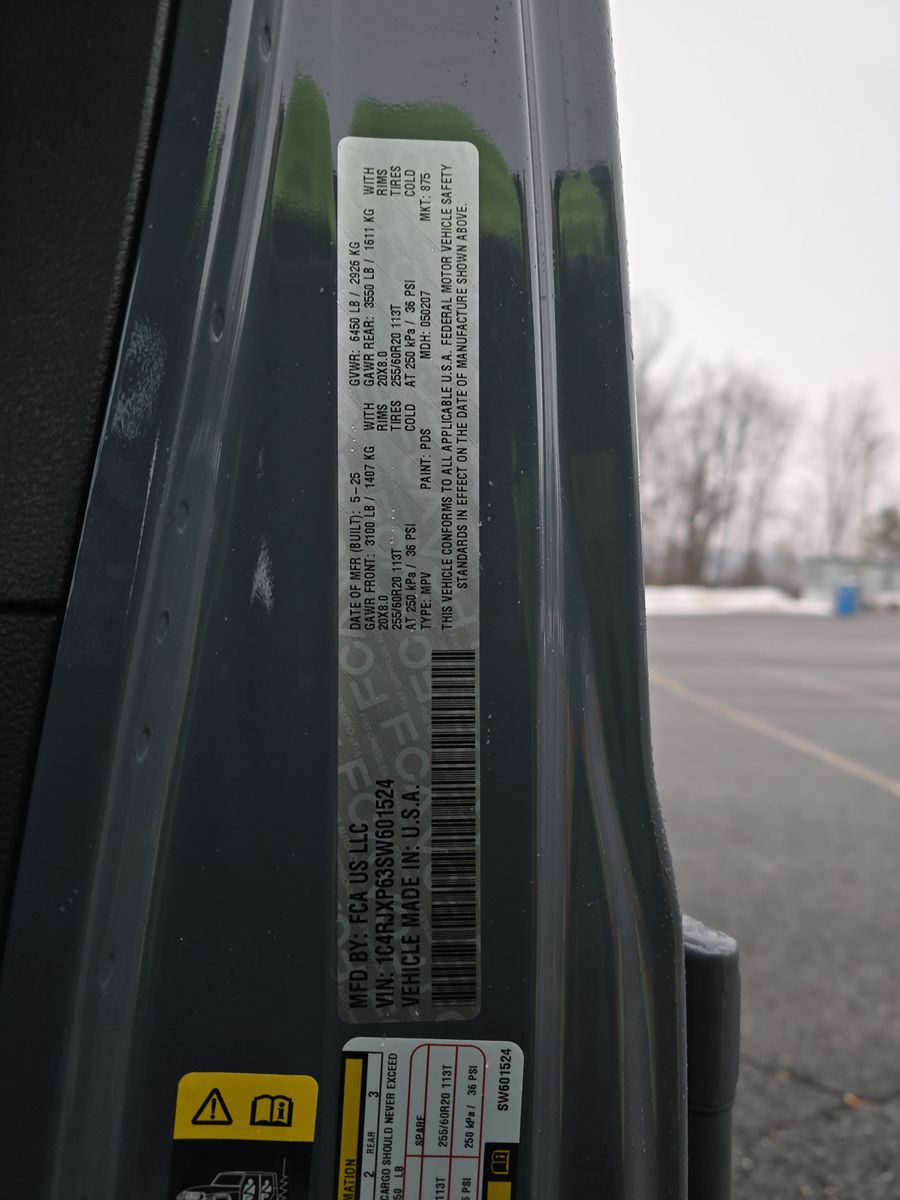 MFD BY: FCA US LLC
VIN: 1C4RJXP63SW601524
VEHICLE MADE IN: U.S.A.
DATE OF MFR (BUILT): 5-25 GVWR: 6450 LB / 2926 KG
GAWR FRONT: 3100 LB / 1407 KG WITH GAWR REAR: 3550 LB / 1611 KG WITH
20X8.0 RIMS 20X8.0 RIMS
255/60R20 113T TIRES 255/60R20 113T TIRES
AT 250 kPa / 36 PSI COLD AT 250 kPa / 36 PSI COLD
TYPE: MPV PAINT: PDS MDH: 050207 MKT: 875
THIS VEHICLE CONFORMS TO ALL APPLICABLE U.S.A. FEDERAL MOTOR VEHICLE SAFETY
STANDARDS IN EFFECT ON THE DATE OF MANUFACTURE SHOWN ABOVE.
2 REAR 3
CARGO SHOULD NEVER EXCEED
LB
SPARE
113T 255/60R20 113T
PSI 250 kPa / 36 PSI
SW601524